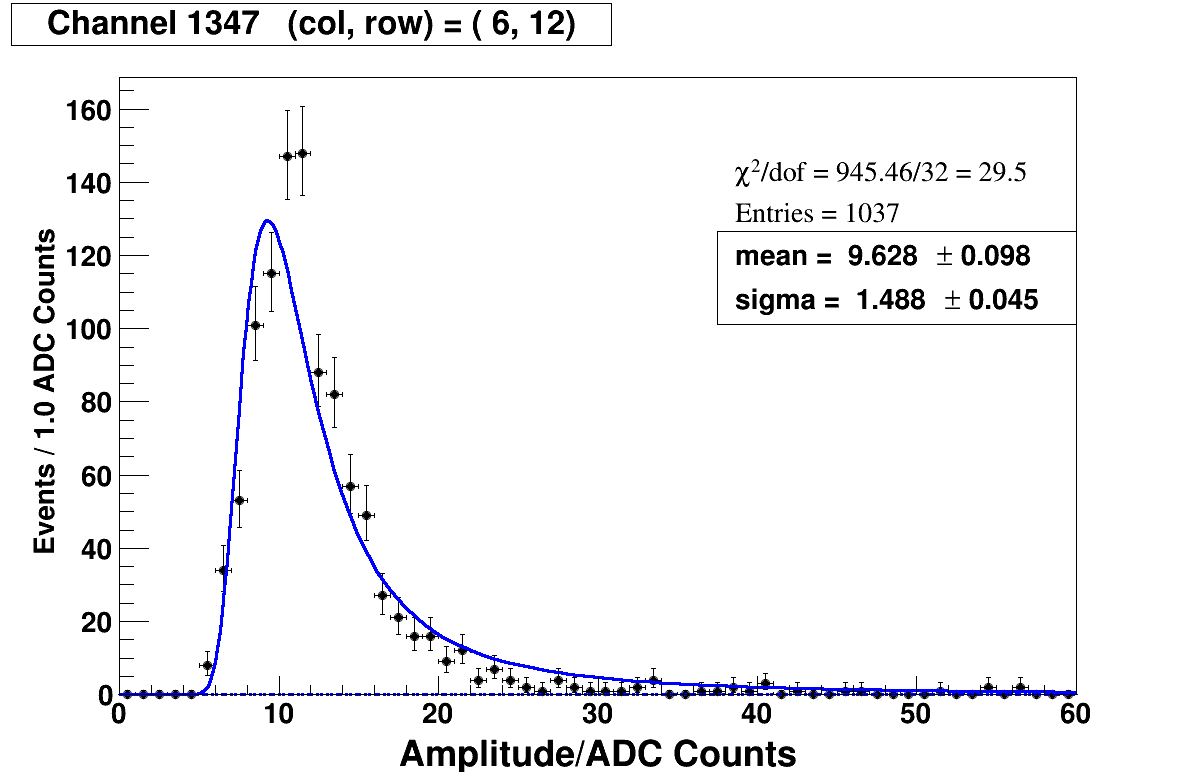 Channel 1347 (col, row) = ( 6, 12)
χ²/dof = 945.46/32 = 29.5
Entries = 1037
mean = 9.628 ± 0.098
sigma = 1.488 ± 0.045
Events / 1.0 ADC Counts
160
140
120
100
80
60
40
20
0
0 10 20 30 40 50 60
Amplitude/ADC Counts